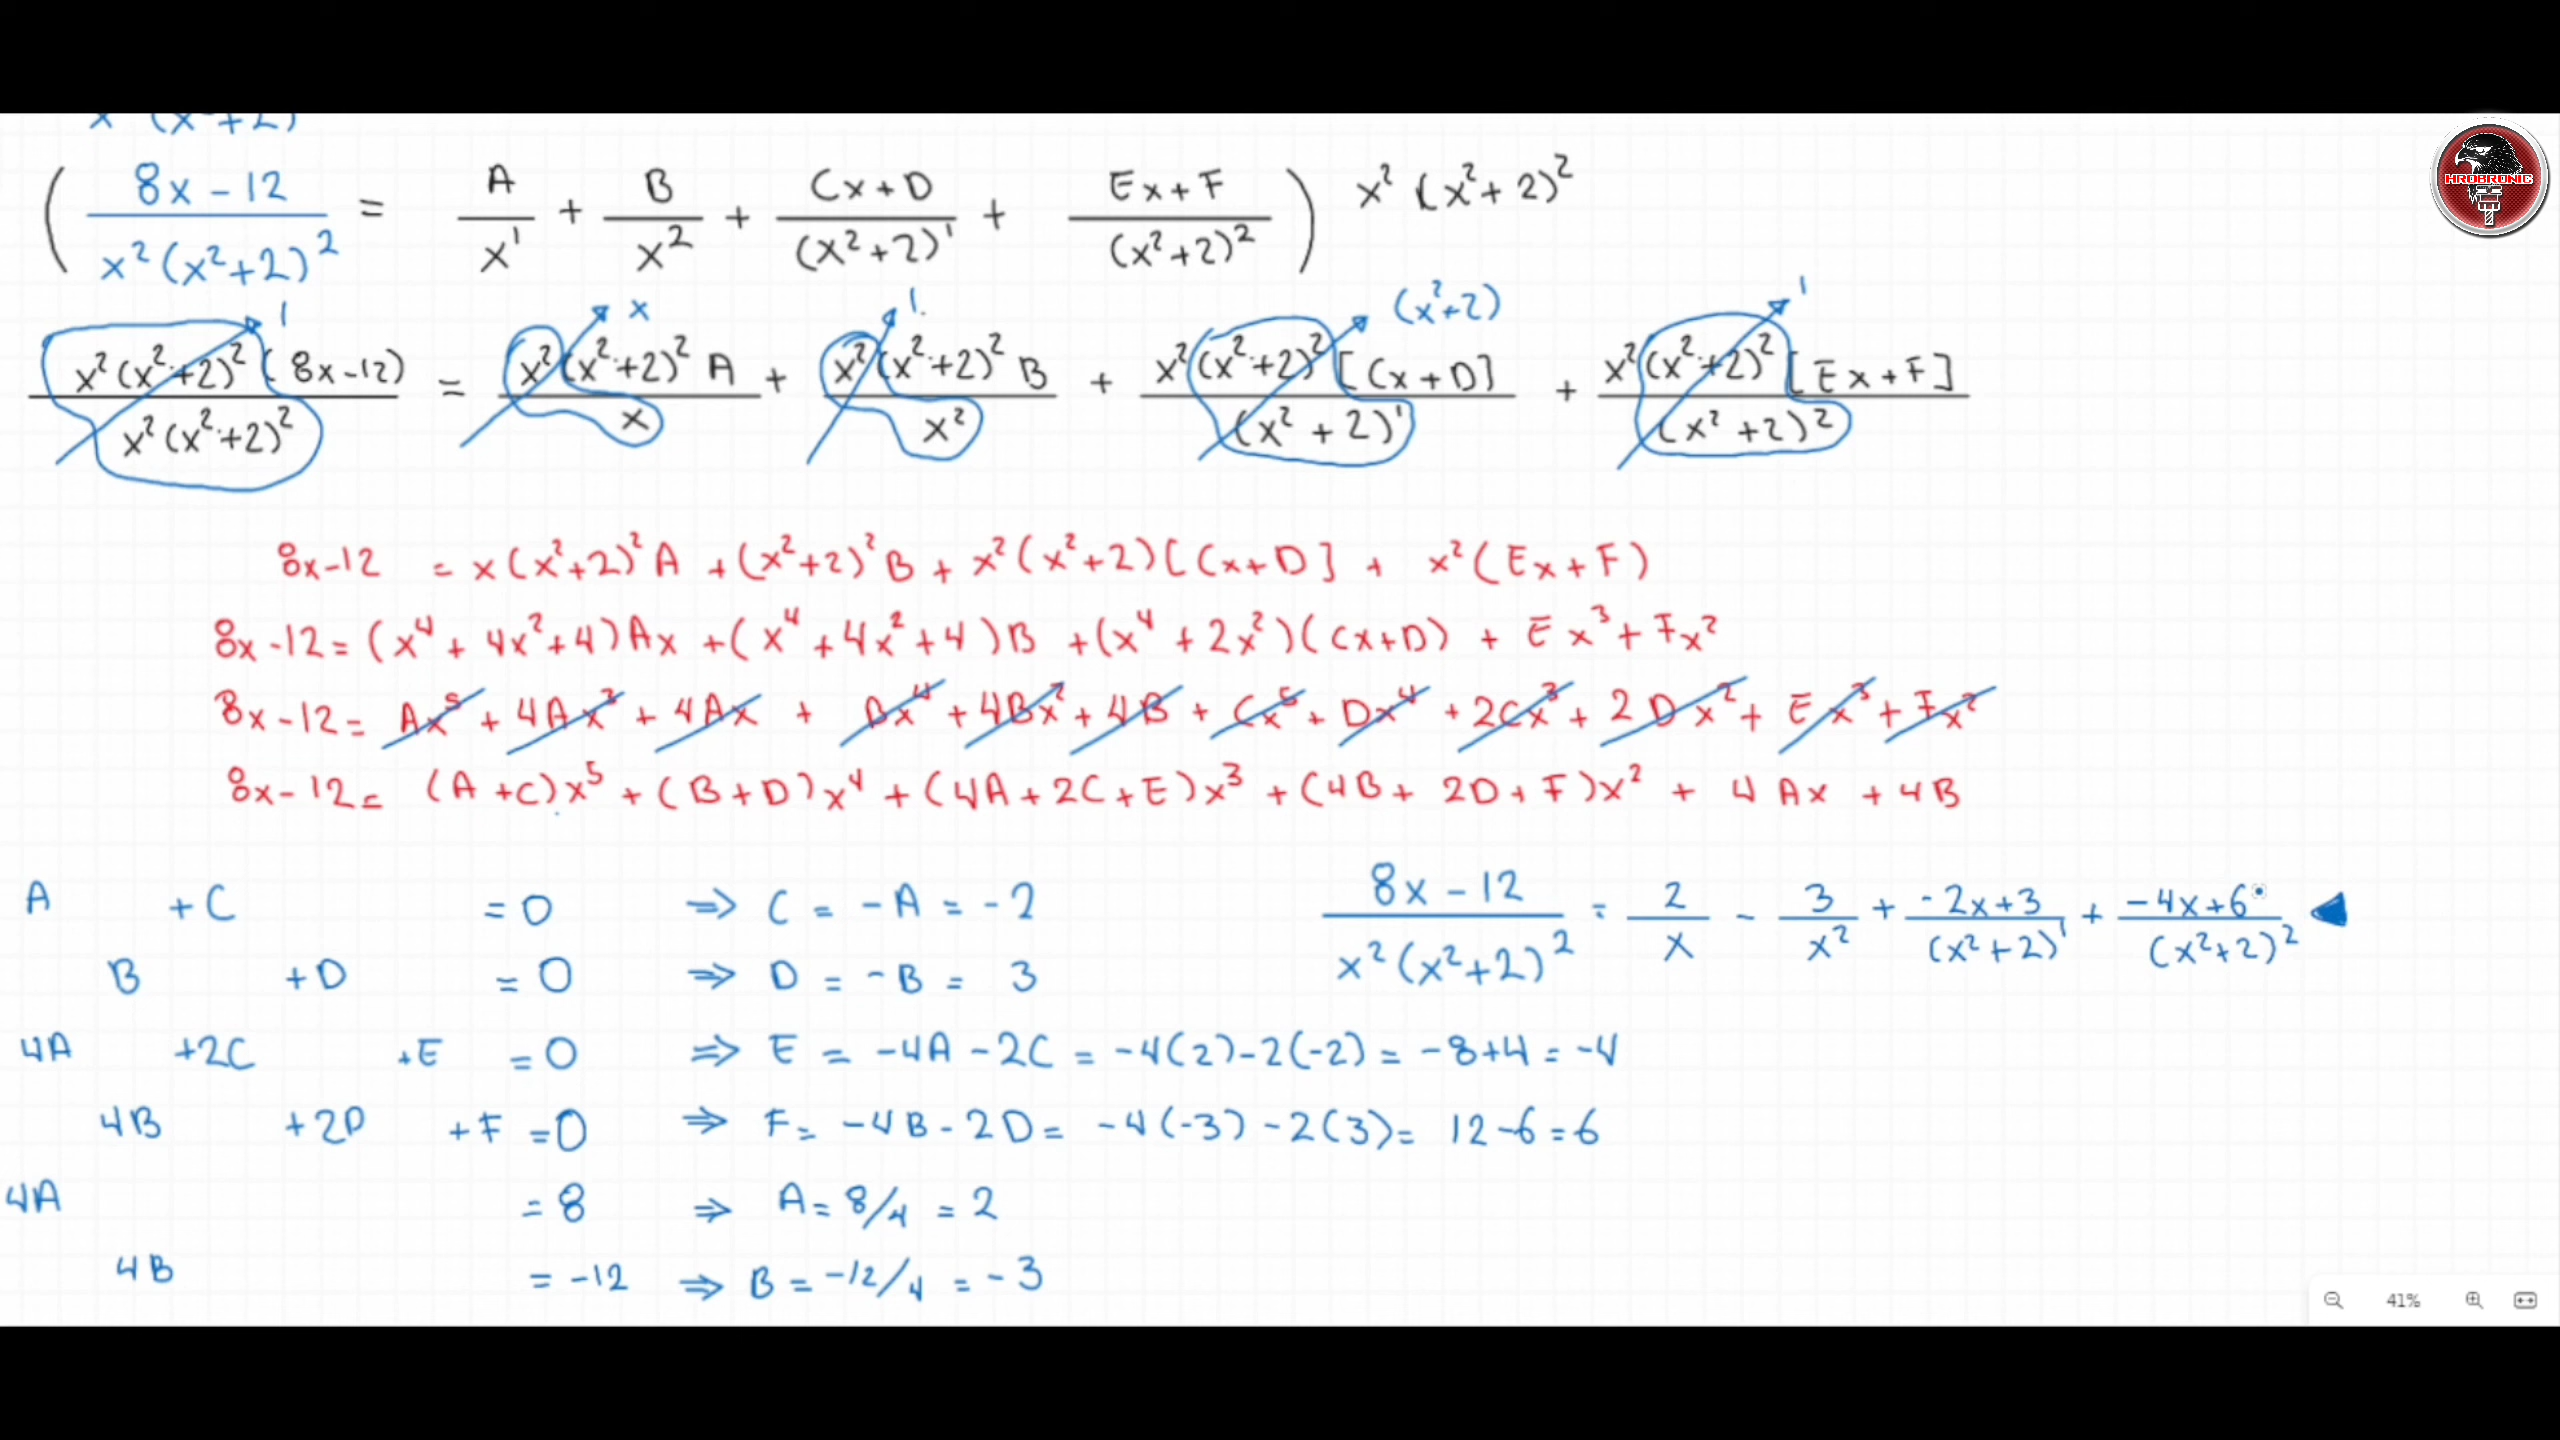 x² (x²+2)²
( 8x-12 / x²(x²+2)² = A/x¹ + B/x² + Cx+D / (x²+2)¹ + Ex+F / (x²+2)² ) x² (x²+2)²
HROBRONIC
1 x 1 (x²+2) 1
x²(x²+2)² (8x-12) / x²(x²+2)² = x²(x²+2)² A / x + x²(x²+2)² B / x² + x²(x²+2)² [Cx+D] / (x²+2)¹ + x²(x²+2)² [Ex+F] / (x²+2)²
8x-12 = x(x²+2)² A + (x²+2)² B + x²(x²+2)[Cx+D] + x²(Ex+F)
8x-12 = (x⁴ + 4x² + 4)Ax + (x⁴ + 4x² + 4)B + (x⁴ + 2x²)(Cx+D) + Ex³ + Fx²
8x-12 = Ax⁵ + 4Ax³ + 4Ax + Bx⁴ + 4Bx² + 4B + Cx⁵ + Dx⁴ + 2Cx³ + 2Dx² + Ex³ + Fx²
8x-12 = (A+C)x⁵ + (B+D)x⁴ + (4A+2C+E)x³ + (4B+2D+F)x² + 4Ax + 4B
A +C = 0 ⇒ C = -A = -2
8x-12 / x²(x²+2)² = 2/x - 3/x² + -2x+3 / (x²+2)¹ + -4x+6 / (x²+2)² ◀
B +D = 0 ⇒ D = -B = 3
4A +2C +E = 0 ⇒ E = -4A-2C = -4(2)-2(-2) = -8+4 = -4
4B +2D +F = 0 ⇒ F = -4B-2D = -4(-3)-2(3) = 12-6 = 6
4A = 8 ⇒ A = 8/4 = 2
4B = -12 ⇒ B = -12/4 = -3
41%